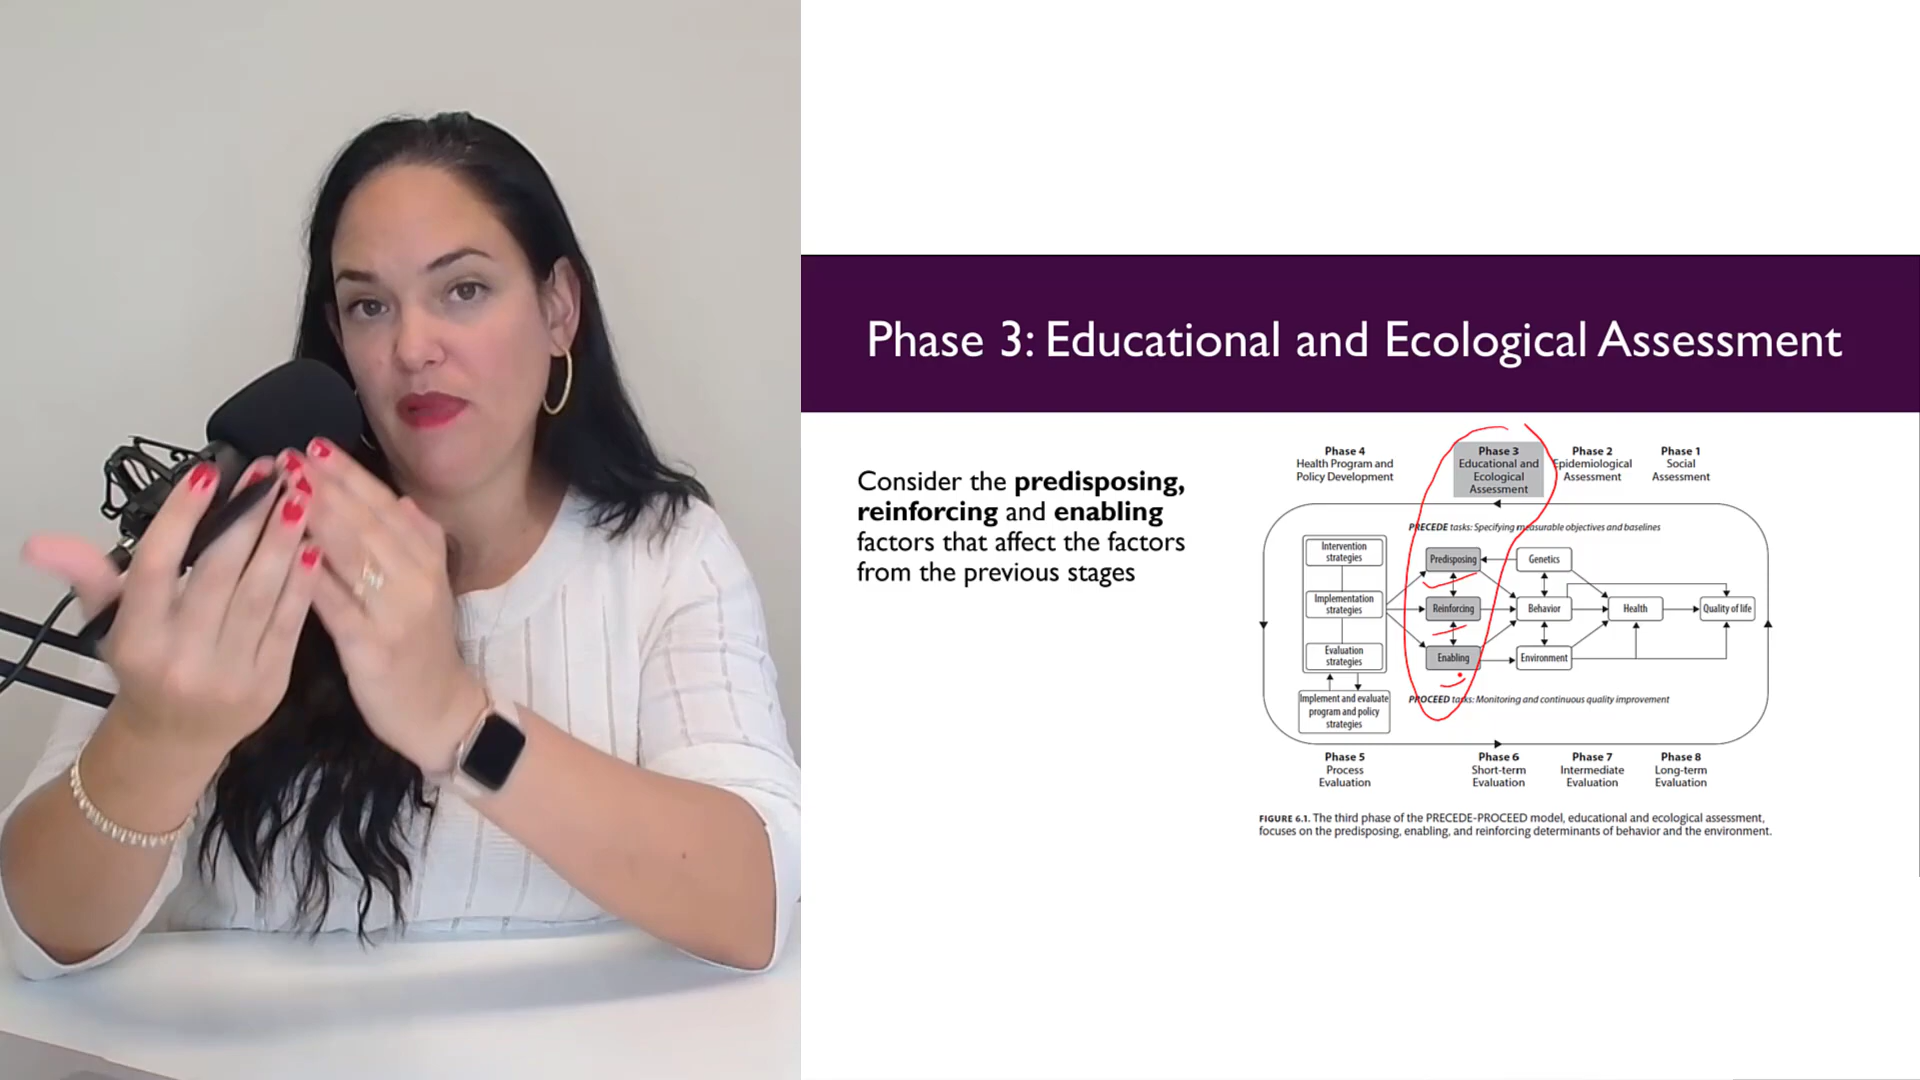 Phase 3: Educational and Ecological Assessment
Consider the predisposing,
reinforcing and enabling
factors that affect the factors
from the previous stages
Phase 4
Health Program and
Policy Development
Phase 3
Educational and
Ecological
Assessment
Phase 2
Epidemiological
Assessment
Phase 1
Social
Assessment
PRECEDE tasks: Specifying measurable objectives and baselines
Intervention
strategies
Predisposing
Genetics
Implementation
strategies
Reinforcing
Behavior
Health
Quality of life
Evaluation
strategies
Enabling
Environment
Implement and evaluate
program and policy
strategies
PROCEED tasks: Monitoring and continuous quality improvement
Phase 5
Process
Evaluation
Phase 6
Short-term
Evaluation
Phase 7
Intermediate
Evaluation
Phase 8
Long-term
Evaluation
FIGURE 6.1. The third phase of the PRECEDE-PROCEED model, educational and ecological assessment,
focuses on the predisposing, enabling, and reinforcing determinants of behavior and the environment.